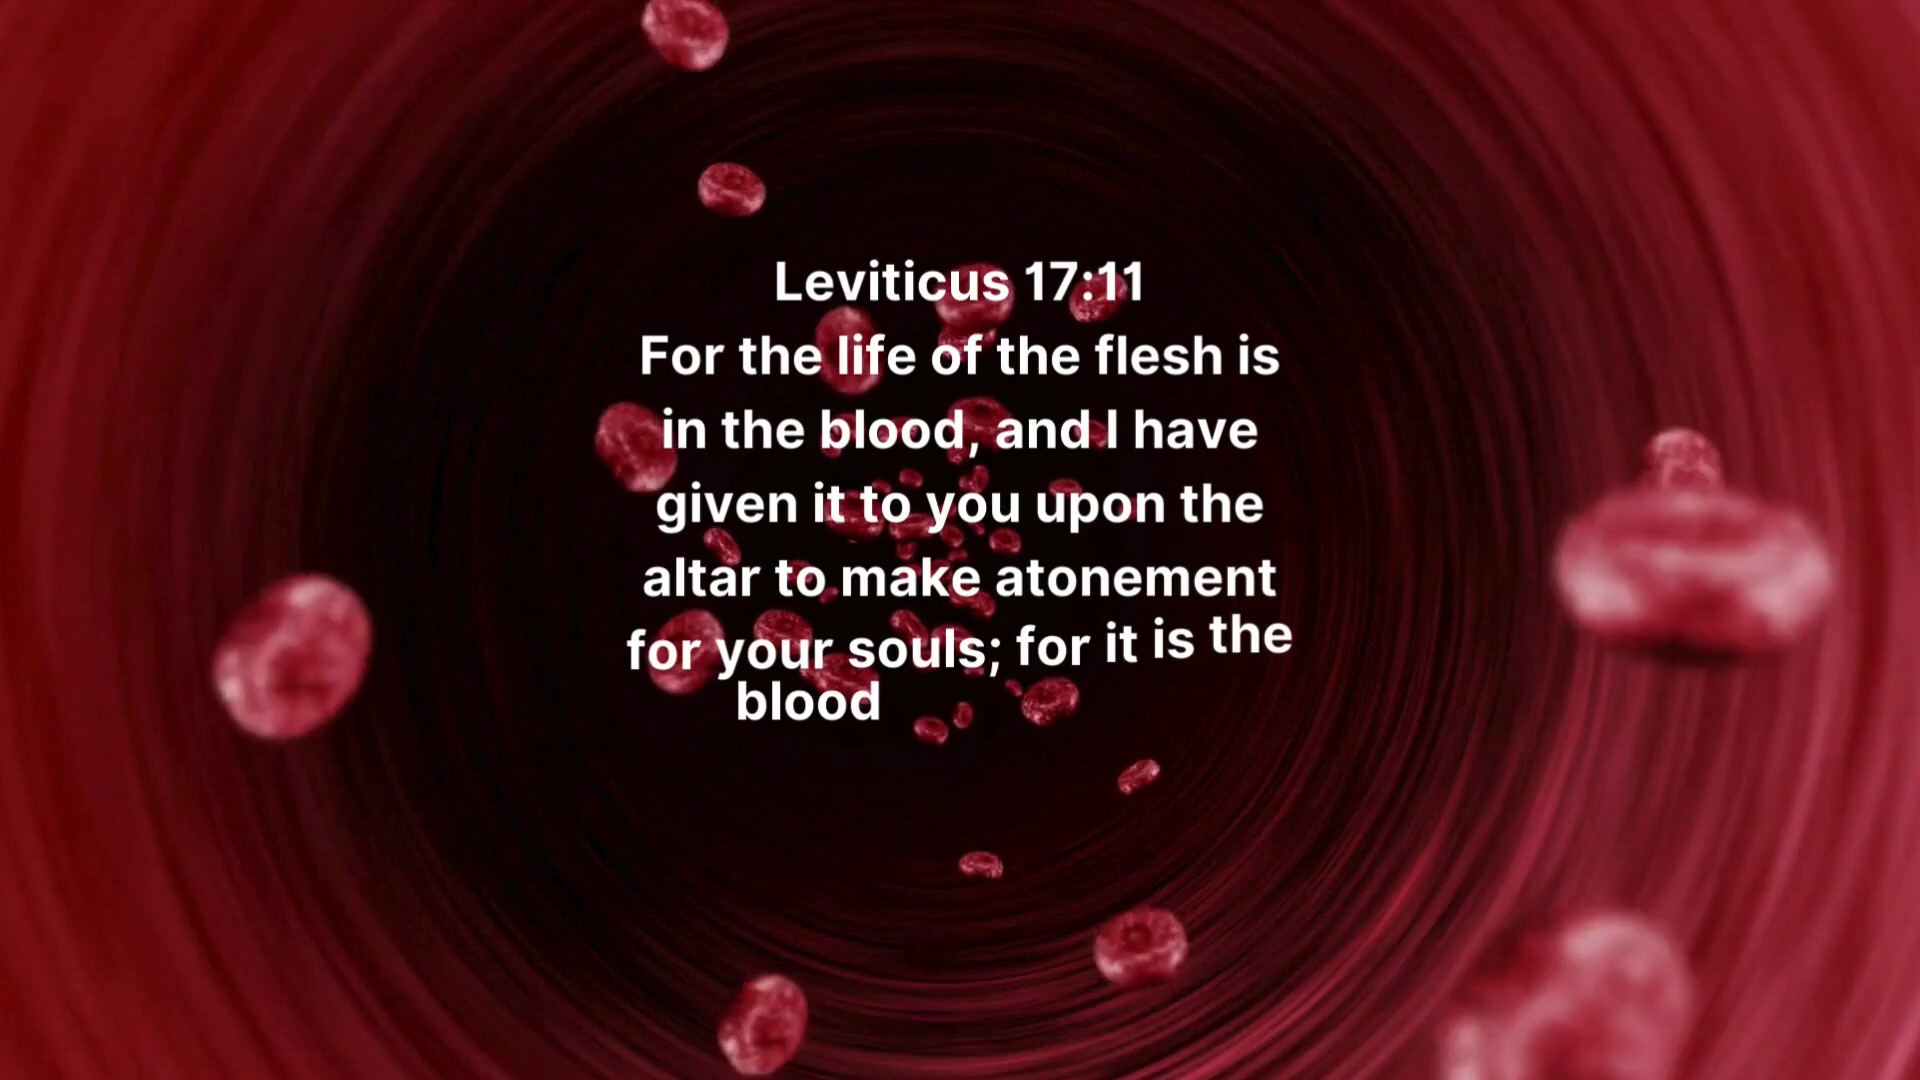 Leviticus 17:11
For the life of the flesh is
in the blood, and I have
given it to you upon the
altar to make atonement
for your souls; for it is the
blood